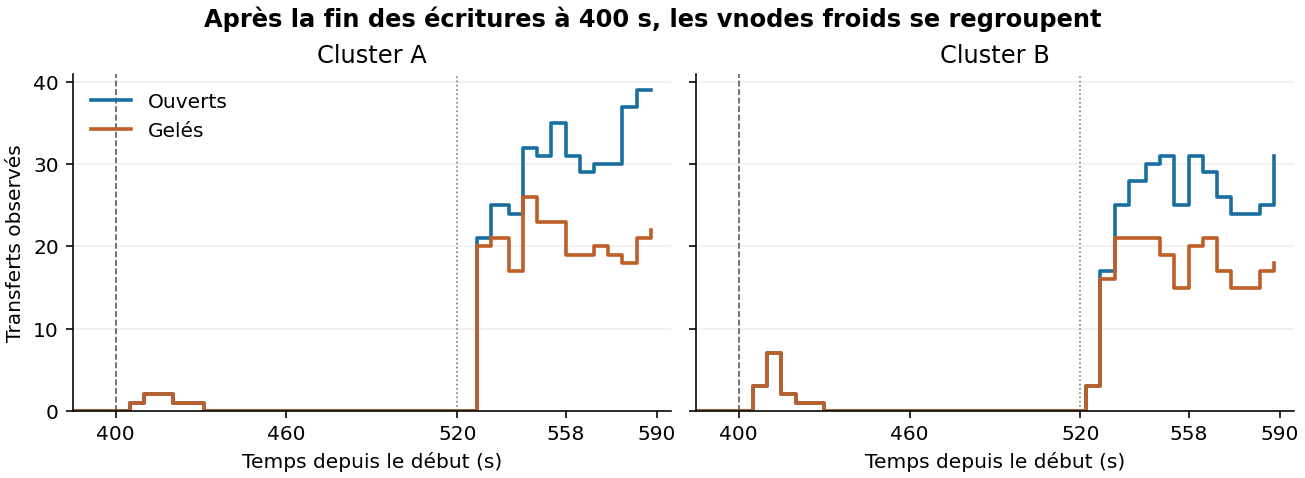 Après la fin des écritures à 400 s, les vnodes froids se regroupent
Cluster A
Cluster B
Transferts observés
40
30
20
10
0
Ouverts
Gelés
400
460
520
558
590
400
460
520
558
590
Temps depuis le début (s)
Temps depuis le début (s)